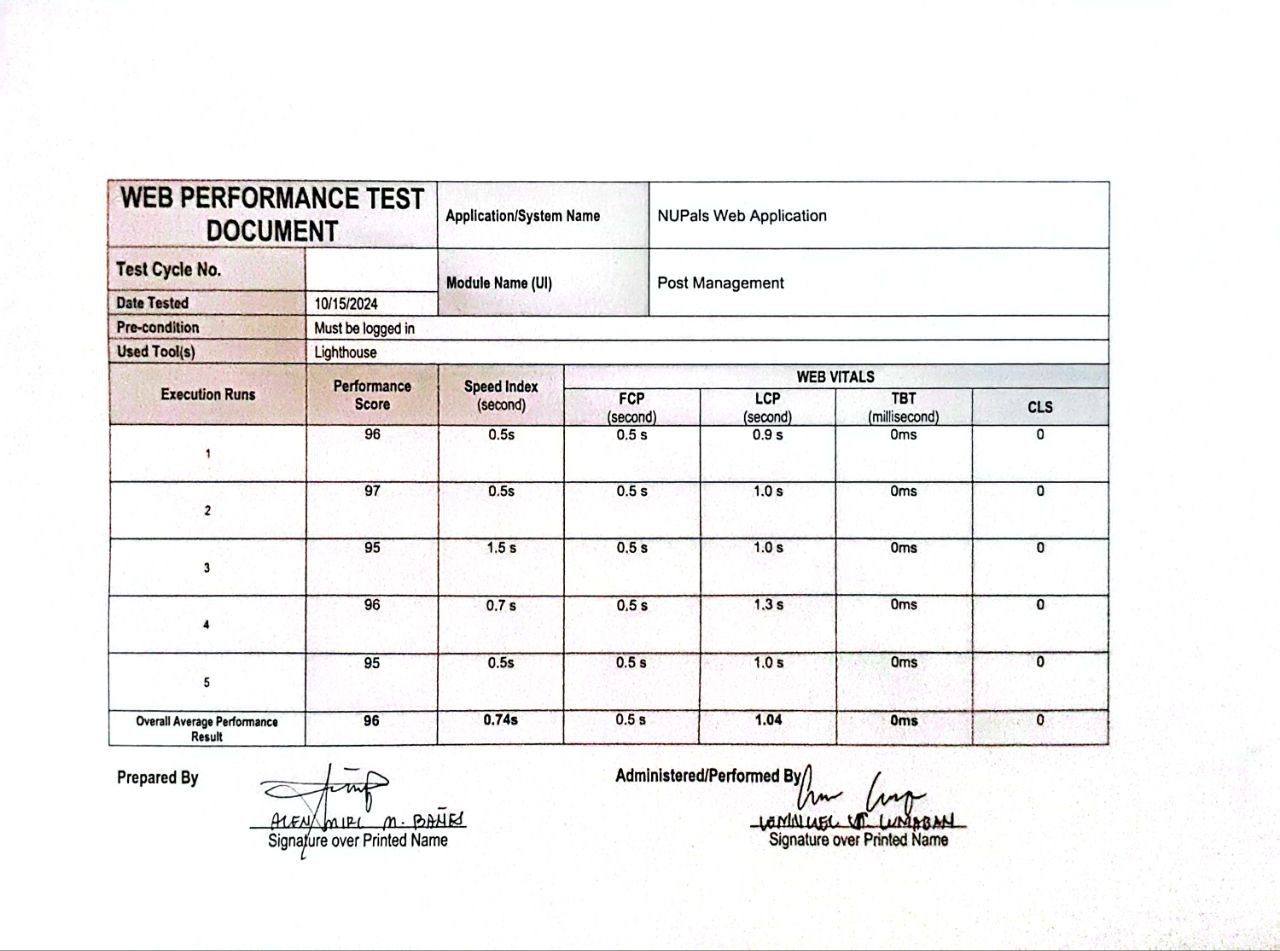 WEB PERFORMANCE TEST
DOCUMENT
Application/System Name
NUPals Web Application
Test Cycle No.
Module Name (UI)
Post Management
Date Tested
10/15/2024
Pre-condition
Must be logged in
Used Tool(s)
Lighthouse
Execution Runs
Performance
Score
Speed Index
(second)
WEB VITALS
FCP
(second)
LCP
(second)
TBT
(millisecond)
CLS
1 96 0.5s 0.5 s 0.9 s 0ms 0
2 97 0.5s 0.5 s 1.0 s 0ms 0
3 95 1.5 s 0.5 s 1.0 s 0ms 0
4 96 0.7 s 0.5 s 1.3 s 0ms 0
5 95 0.5s 0.5 s 1.0 s 0ms 0
Overall Average Performance
Result
96 0.74s 0.5 s 1.04 0ms 0
Prepared By
Administered/Performed By
M. BAÑES
LUMABAN
Signature over Printed Name
Signature over Printed Name